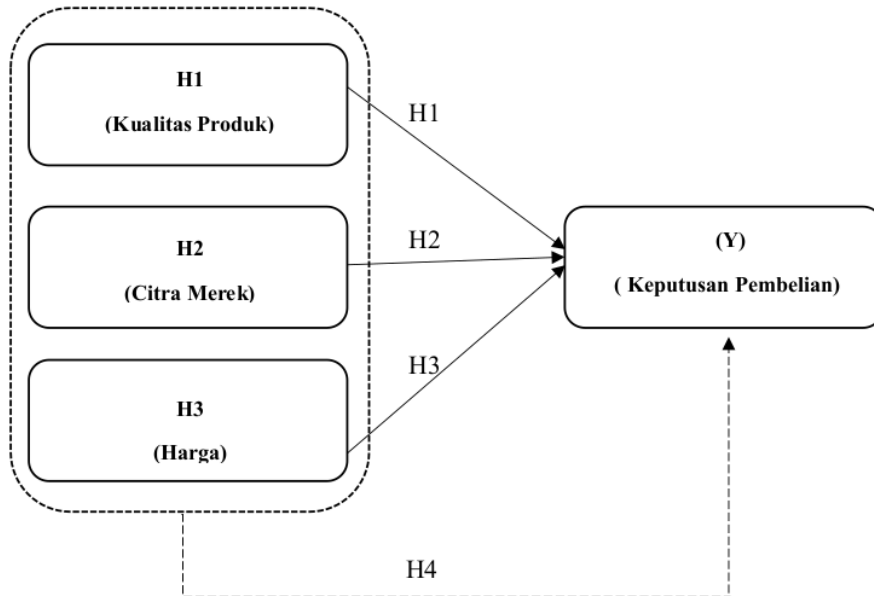 H1
(Kualitas Produk)
H1
H2
(Citra Merek)
H2
(Y)
( Keputusan Pembelian)
H3
H3
(Harga)
H4